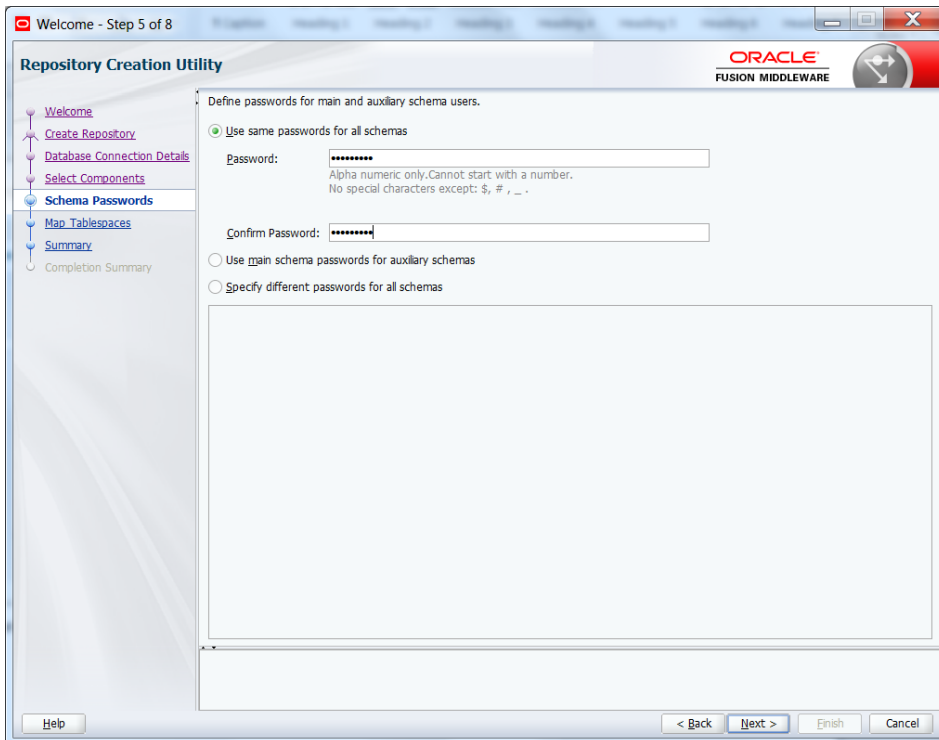 Welcome - Step 5 of 8
Repository Creation Utility
ORACLE
FUSION MIDDLEWARE
Welcome
Create Repository
Database Connection Details
Select Components
Schema Passwords
Map Tablespaces
Summary
Completion Summary
Define passwords for main and auxiliary schema users.
Use same passwords for all schemas
Password: •••••••••
Alpha numeric only.Cannot start with a number.
No special characters except: $, # , _ .
Confirm Password: •••••••••
Use main schema passwords for auxiliary schemas
Specify different passwords for all schemas
Help
< Back
Next >
Finish
Cancel